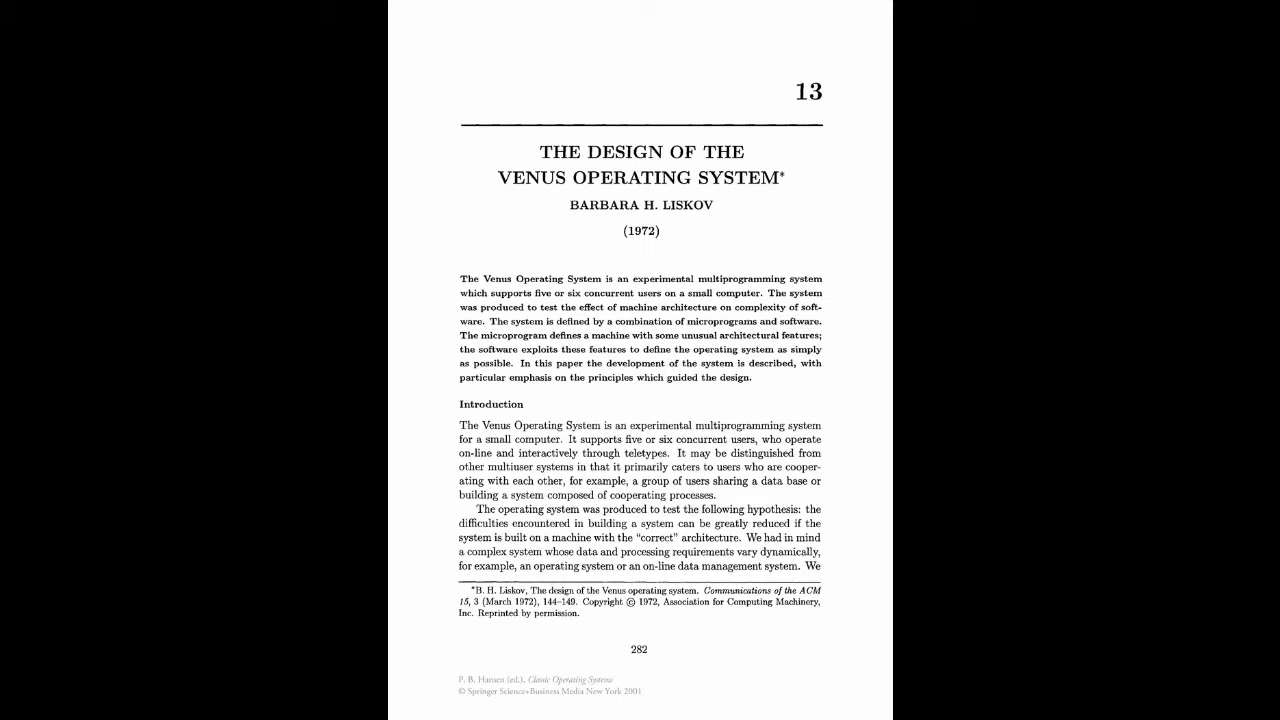 13
THE DESIGN OF THE
VENUS OPERATING SYSTEM*
BARBARA H. LISKOV
(1972)
The Venus Operating System is an experimental multiprogramming system
which supports five or six concurrent users on a small computer. The system
was produced to test the effect of machine architecture on complexity of soft-
ware. The system is defined by a combination of microprograms and software.
The microprogram defines a machine with some unusual architectural features;
the software exploits these features to define the operating system as simply
as possible. In this paper the development of the system is described, with
particular emphasis on the principles which guided the design.
Introduction
The Venus Operating System is an experimental multiprogramming system
for a small computer. It supports five or six concurrent users, who operate
on-line and interactively through teletypes. It may be distinguished from
other multiuser systems in that it primarily caters to users who are cooper-
ating with each other, for example, a group of users sharing a data base or
building a system composed of cooperating processes.
The operating system was produced to test the following hypothesis: the
difficulties encountered in building a system can be greatly reduced if the
system is built on a machine with the “correct” architecture. We had in mind
a complex system whose data and processing requirements vary dynamically,
for example, an operating system or an on-line data management system. We
*B. H. Liskov, The design of the Venus operating system. Communications of the ACM
15, 3 (March 1972), 144–149. Copyright © 1972, Association for Computing Machinery,
Inc. Reprinted by permission.
282
P. B. Hansen (ed.), Classic Operating Systems
© Springer Science+Business Media New York 2001